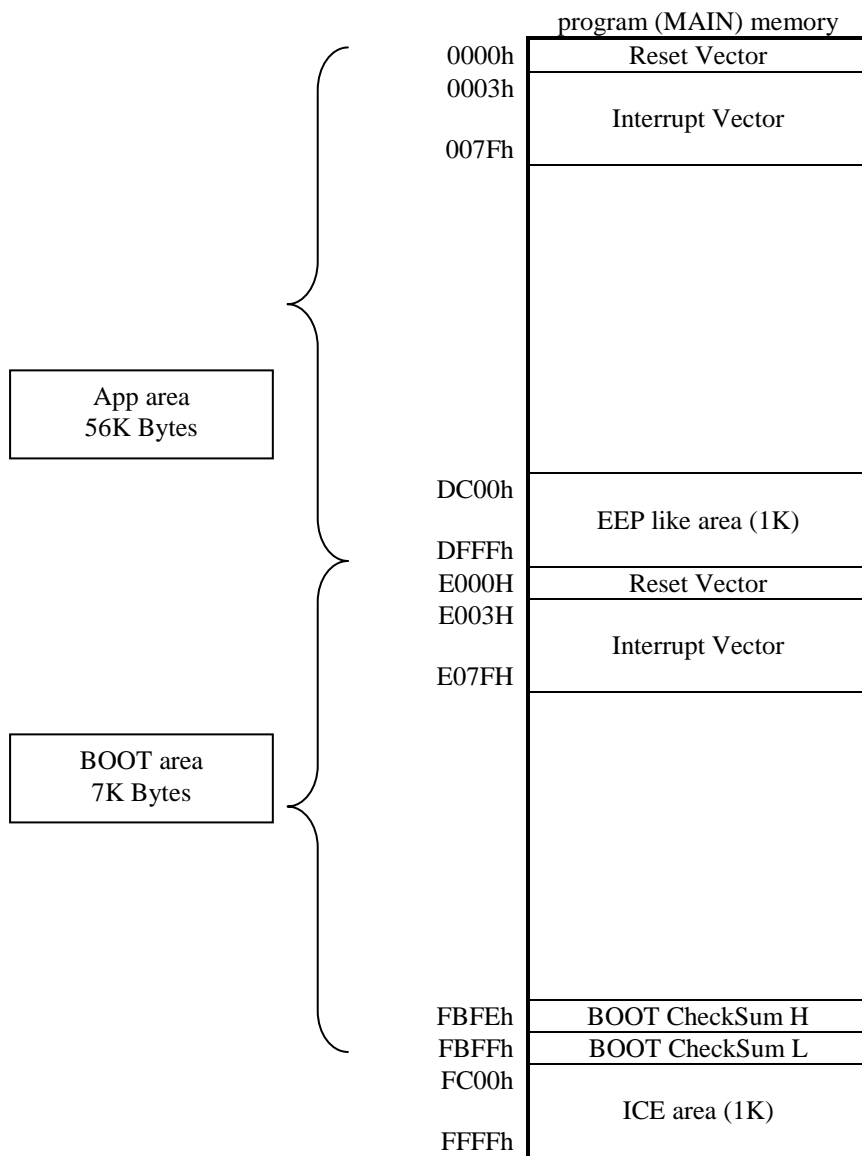 program (MAIN) memory
0000h
Reset Vector
0003h
Interrupt Vector
007Fh
App area
56K Bytes
DC00h
EEP like area (1K)
DFFFh
E000H
Reset Vector
E003H
Interrupt Vector
E07FH
BOOT area
7K Bytes
FBFEh
BOOT CheckSum H
FBFFh
BOOT CheckSum L
FC00h
ICE area (1K)
FFFFh